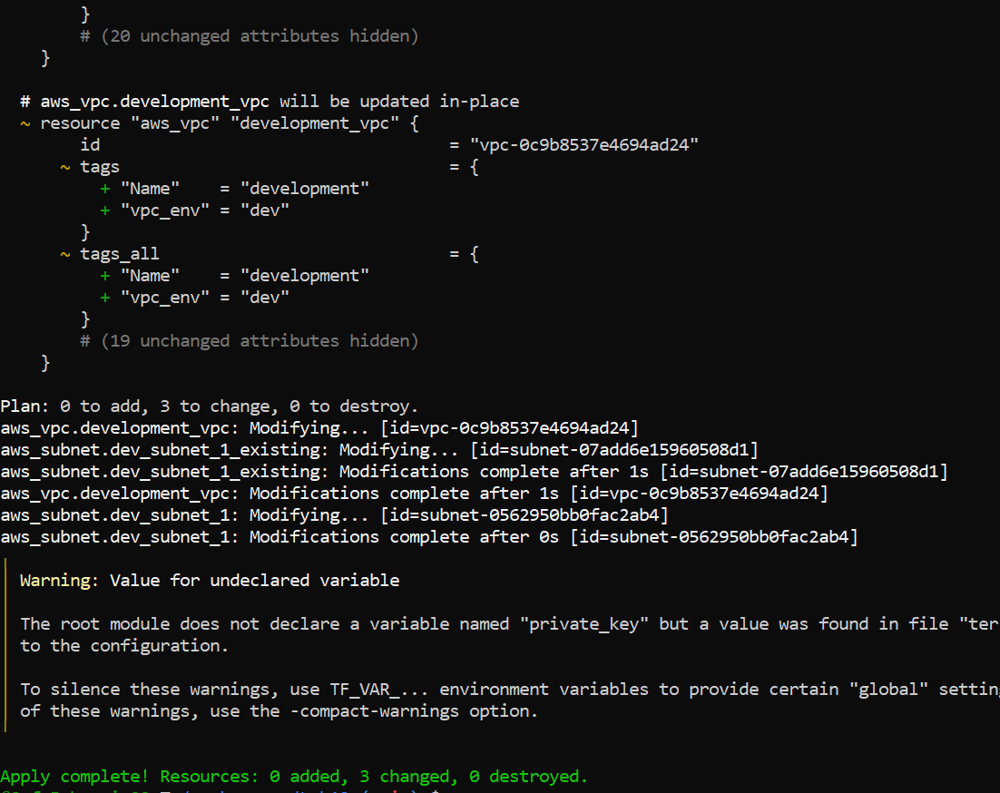 }
# (20 unchanged attributes hidden)
}
# aws_vpc.development_vpc will be updated in-place
~ resource "aws_vpc" "development_vpc" {
id = "vpc-0c9b8537e4694ad24"
~ tags = {
+ "Name" = "development"
+ "vpc_env" = "dev"
}
~ tags_all = {
+ "Name" = "development"
+ "vpc_env" = "dev"
}
# (19 unchanged attributes hidden)
}
Plan: 0 to add, 3 to change, 0 to destroy.
aws_vpc.development_vpc: Modifying... [id=vpc-0c9b8537e4694ad24]
aws_subnet.dev_subnet_1_existing: Modifying... [id=subnet-07add6e15960508d1]
aws_subnet.dev_subnet_1_existing: Modifications complete after 1s [id=subnet-07add6e15960508d1]
aws_vpc.development_vpc: Modifications complete after 1s [id=vpc-0c9b8537e4694ad24]
aws_subnet.dev_subnet_1: Modifying... [id=subnet-0562950bb0fac2ab4]
aws_subnet.dev_subnet_1: Modifications complete after 0s [id=subnet-0562950bb0fac2ab4]
Warning: Value for undeclared variable
The root module does not declare a variable named "private_key" but a value was found in file "ter
to the configuration.
To silence these warnings, use TF_VAR_... environment variables to provide certain "global" settin
of these warnings, use the -compact-warnings option.
Apply complete! Resources: 0 added, 3 changed, 0 destroyed.